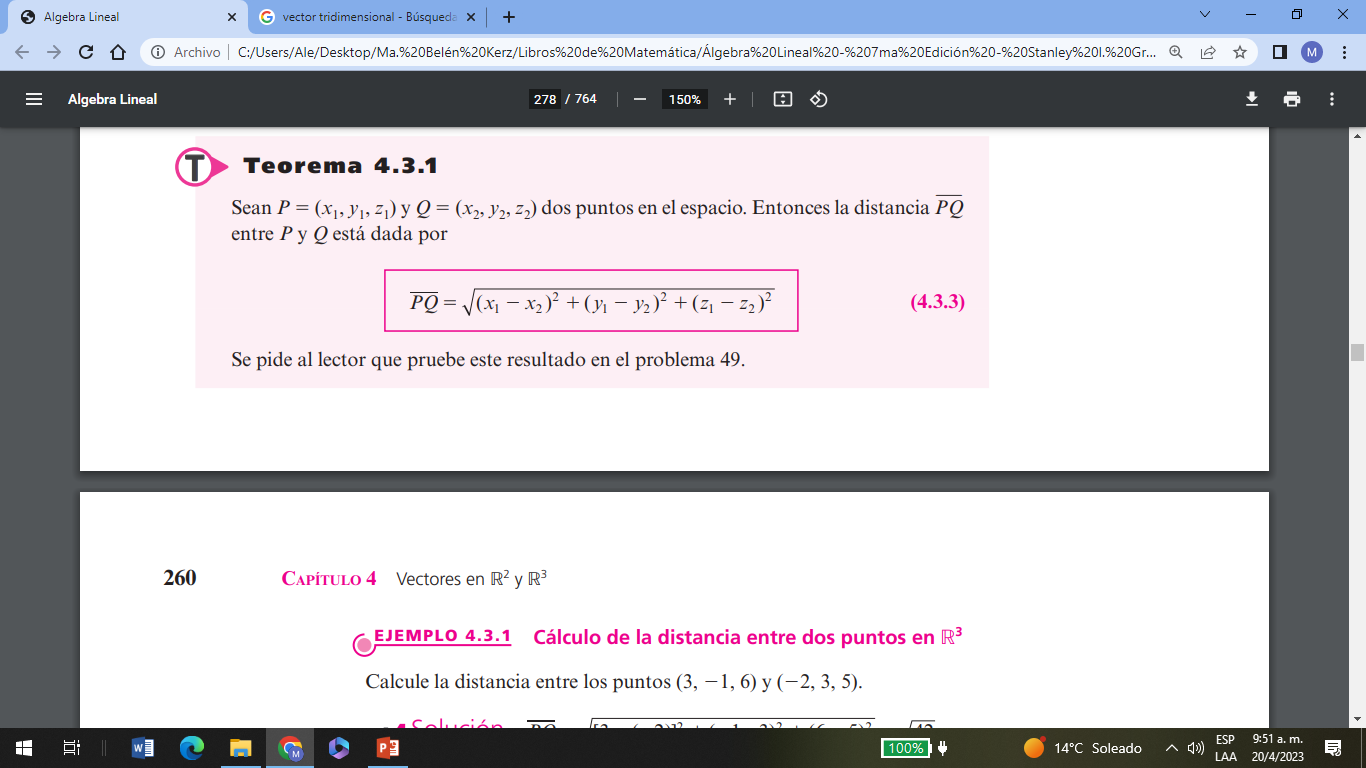 Algebra Lineal
vector tridimensional - Búsqueda
Archivo
C:/Users/Ale/Desktop/Ma.%20Belén%20Kerz/Libros%20de%20Matemática/Álgebra%20Lineal%20-%207ma%20Edición%20-%20Stanley%20I.%20Gr...
M
Algebra Lineal
278 / 764
150%
T Teorema 4.3.1
Sean P = (x₁, y₁, z₁) y Q = (x₂, y₂, z₂) dos puntos en el espacio. Entonces la distancia P̅Q̅
entre P y Q está dada por
P̅Q̅ = √((x₁ − x₂)² + (y₁ − y₂)² + (z₁ − z₂)²) (4.3.3)
Se pide al lector que pruebe este resultado en el problema 49.
260 CAPÍTULO 4 Vectores en ℝ² y ℝ³
EJEMPLO 4.3.1 Cálculo de la distancia entre dos puntos en ℝ³
Calcule la distancia entre los puntos (3, −1, 6) y (−2, 3, 5).
Solución
100%
14°C Soleado
ESP
LAA
9:51 a. m.
20/4/2023